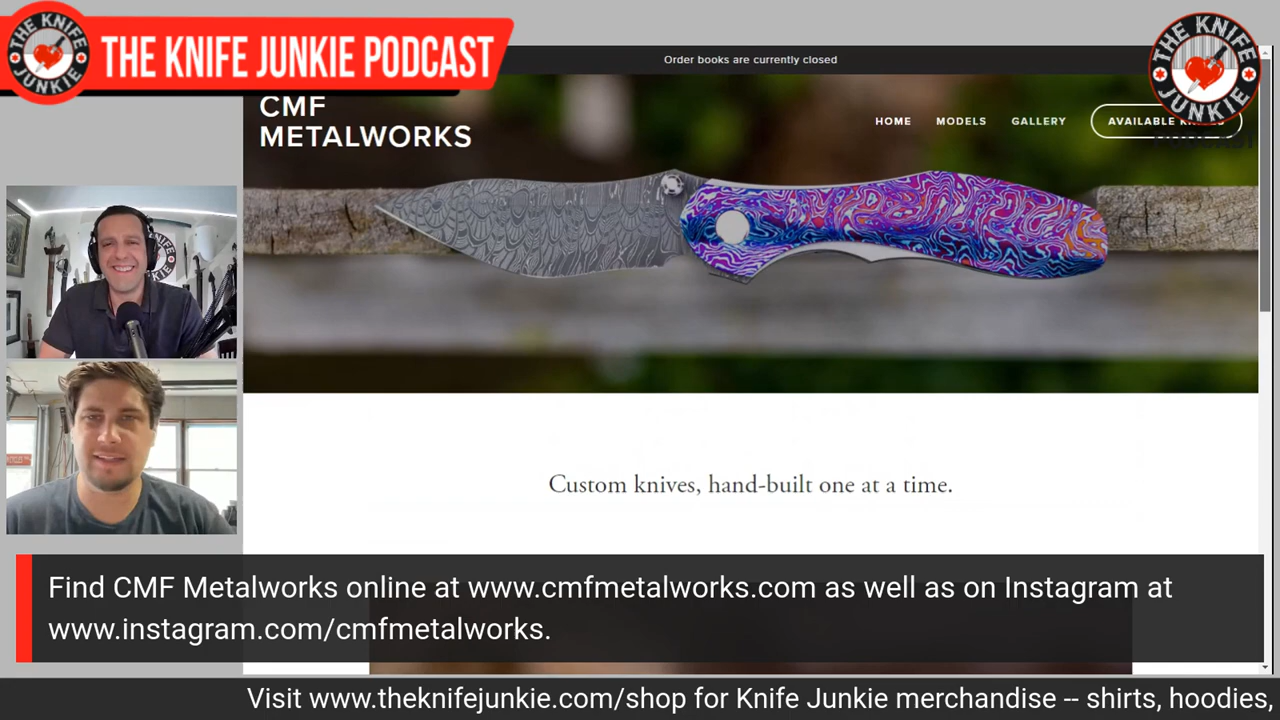 THE KNIFE JUNKIE
THE KNIFE JUNKIE PODCAST
THE KNIFE JUNKIE
Order books are currently closed
CMF
METALWORKS
HOME
MODELS
GALLERY
AVAILABLE
THE KNIFE JUNKIE
Custom knives, hand-built one at a time.
Find CMF Metalworks online at www.cmfmetalworks.com as well as on Instagram at
www.instagram.com/cmfmetalworks.
Visit www.theknifejunkie.com/shop for Knife Junkie merchandise -- shirts, hoodies,